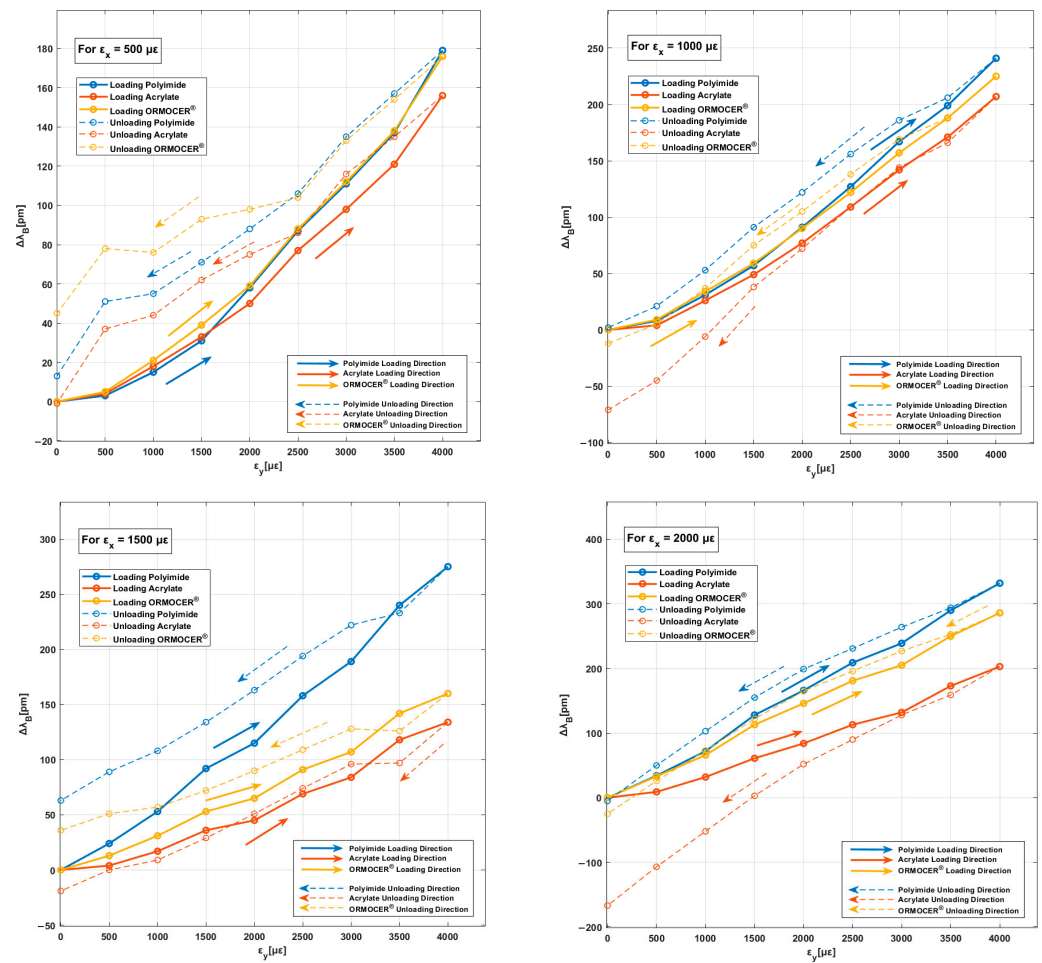 For εx = 500 µε
Loading Polyimide
Loading Acrylate
Loading ORMOCER®
Unloading Polyimide
Unloading Acrylate
Unloading ORMOCER®
180
160
140
120
100
80
60
40
20
0
−20
ΔλB[pm]
Polyimide Loading Direction
Acrylate Loading Direction
ORMOCER® Loading Direction
Polyimide Unloading Direction
Acrylate Unloading Direction
ORMOCER® Unloading Direction
0 500 1000 1500 2000 2500 3000 3500 4000
εy[µε]
For εx = 1000 µε
Loading Polyimide
Loading Acrylate
Loading ORMOCER®
Unloading Polyimide
Unloading Acrylate
Unloading ORMOCER®
250
200
150
100
50
0
−50
−100
ΔλB[pm]
Polyimide Loading Direction
Acrylate Loading Direction
ORMOCER® Loading Direction
Polyimide Unloading Direction
Acrylate Unloading Direction
ORMOCER® Unloading Direction
0 500 1000 1500 2000 2500 3000 3500 4000
εy[µε]
For εx = 1500 µε
Loading Polyimide
Loading Acrylate
Loading ORMOCER®
Unloading Polyimide
Unloading Acrylate
Unloading ORMOCER®
300
250
200
150
100
50
0
−50
ΔλB[pm]
Polyimide Loading Direction
Acrylate Loading Direction
ORMOCER® Loading Direction
Polyimide Unloading Direction
Acrylate Unloading Direction
ORMOCER® Unloading Direction
0 500 1000 1500 2000 2500 3000 3500 4000
εy[µε]
For εx = 2000 µε
Loading Polyimide
Loading Acrylate
Loading ORMOCER®
Unloading Polyimide
Unloading Acrylate
Unloading ORMOCER®
400
300
200
100
0
−100
−200
ΔλB[pm]
Polyimide Loading Direction
Acrylate Loading Direction
ORMOCER® Loading Direction
Polyimide Unloading Direction
Acrylate Unloading Direction
ORMOCER® Unloading Direction
0 500 1000 1500 2000 2500 3000 3500 4000
εy[µε]